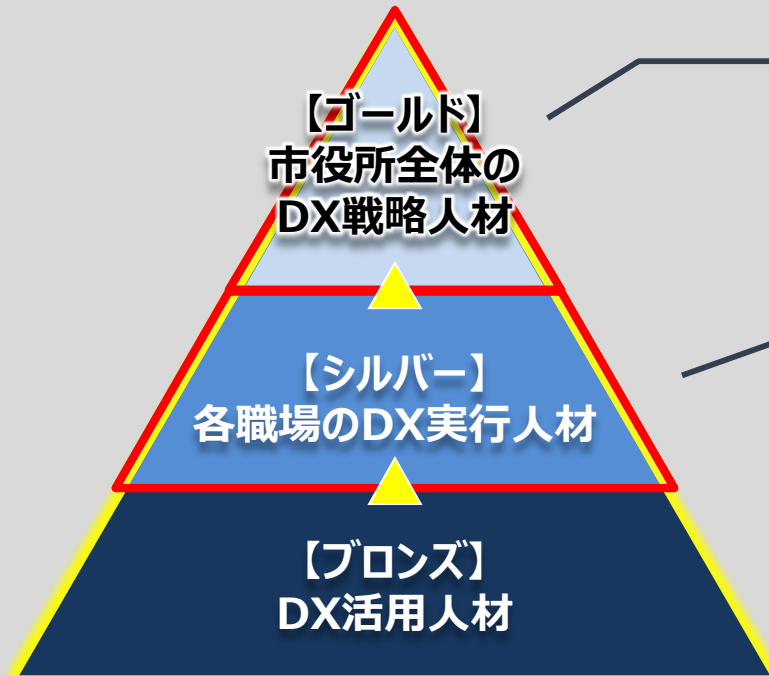 【ゴールド】
市役所全体の
DX戦略人材
【シルバー】
各職場のDX実行人材
【ブロンズ】
DX活用人材